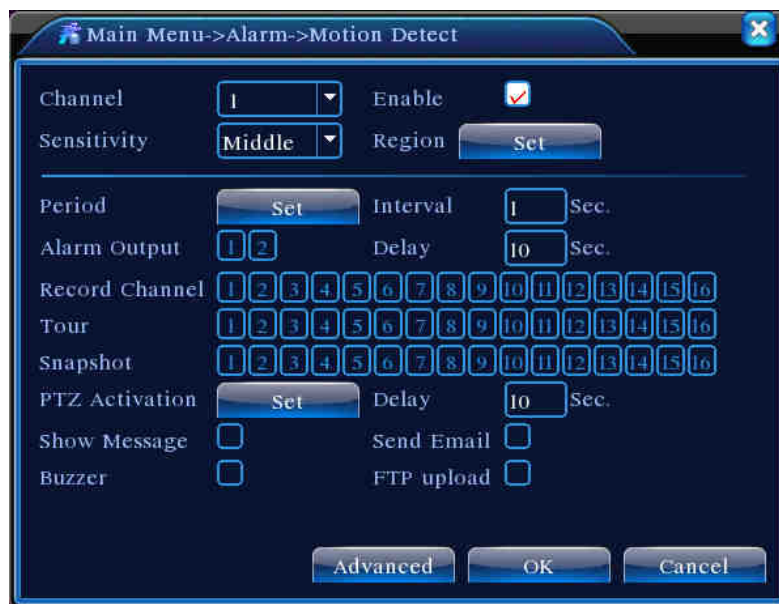 Main Menu->Alarm->Motion Detect
Channel 1 Enable
Sensitivity Middle Region Set
Period Set Interval 1 Sec.
Alarm Output 1 2 Delay 10 Sec.
Record Channel 1 2 3 4 5 6 7 8 9 10 11 12 13 14 15 16
Tour 1 2 3 4 5 6 7 8 9 10 11 12 13 14 15 16
Snapshot 1 2 3 4 5 6 7 8 9 10 11 12 13 14 15 16
PTZ Activation Set Delay 10 Sec.
Show Message Send Email
Buzzer FTP upload
Advanced OK Cancel